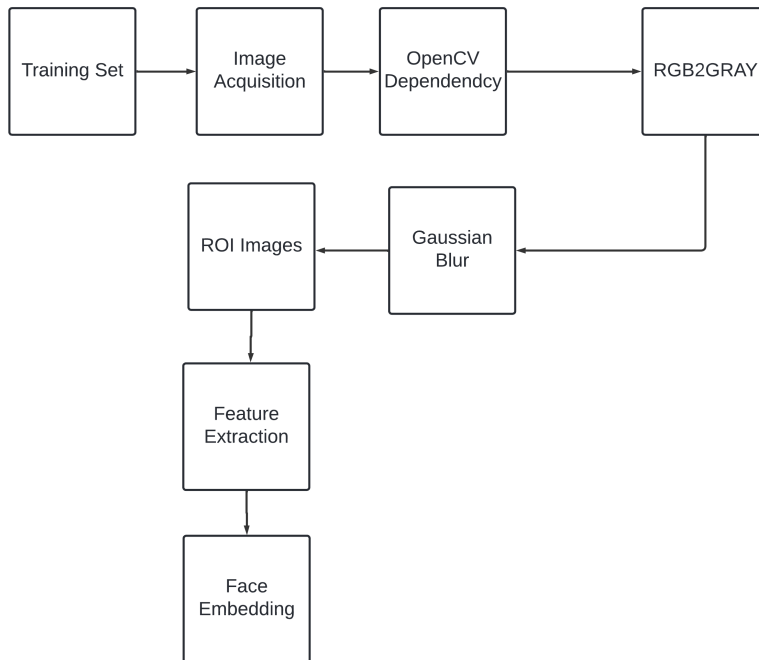 Training Set
Image
Acquisition
OpenCV
Dependendcy
RGB2GRAY
ROI Images
Gaussian
Blur
Feature
Extraction
Face
Embedding